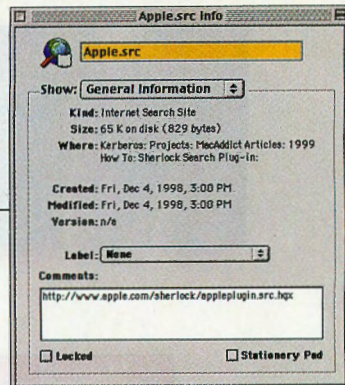 Apple.src Info
Apple.src
Show: General Information
Kind: Internet Search Site
Size: 65 K on disk (829 bytes)
Where: Kerberos: Projects: MacAddict Articles: 1999
How To: Sherlock Search Plug-in:
Created: Fri, Dec 4, 1998, 3:00 PM
Modified: Fri, Dec 4, 1998, 3:00 PM
Version: n/a
Label: None
Comments:
http://www.apple.com/sherlock/appleplugin.src.hqx
Locked
Stationery Pad